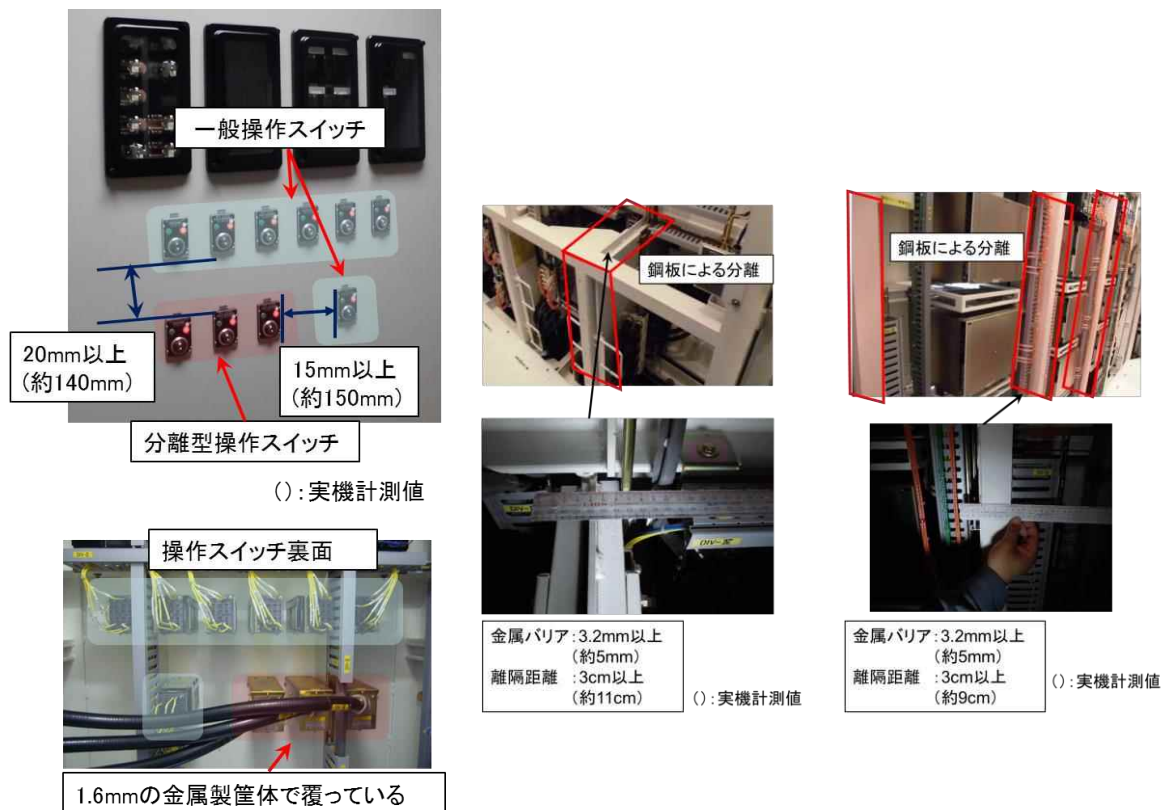 一般操作スイッチ
20mm以上
(約140mm)
15mm以上
(約150mm)
分離型操作スイッチ
():実機計測値
操作スイッチ裏面
1.6mmの金属製筐体で覆っている
鋼板による分離
DIV-Ⅳ
金属バリア:3.2mm以上
(約5mm)
離隔距離 :3cm以上
(約11cm)
():実機計測値
鋼板による分離
金属バリア:3.2mm以上
(約5mm)
離隔距離 :3cm以上
(約9cm)
():実機計測値